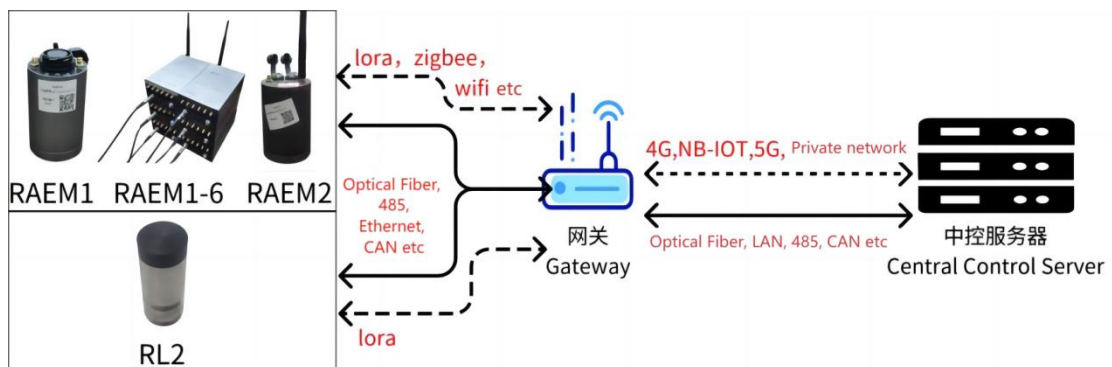 lora, zigbee,
wifi etc
RAEM1 RAEM1-6 RAEM2
Optical Fiber,
485,
Ethernet,
CAN etc
lora
RL2
网关
Gateway
4G,NB-IOT,5G, Private network
Optical Fiber, LAN, 485, CAN etc
中控服务器
Central Control Server